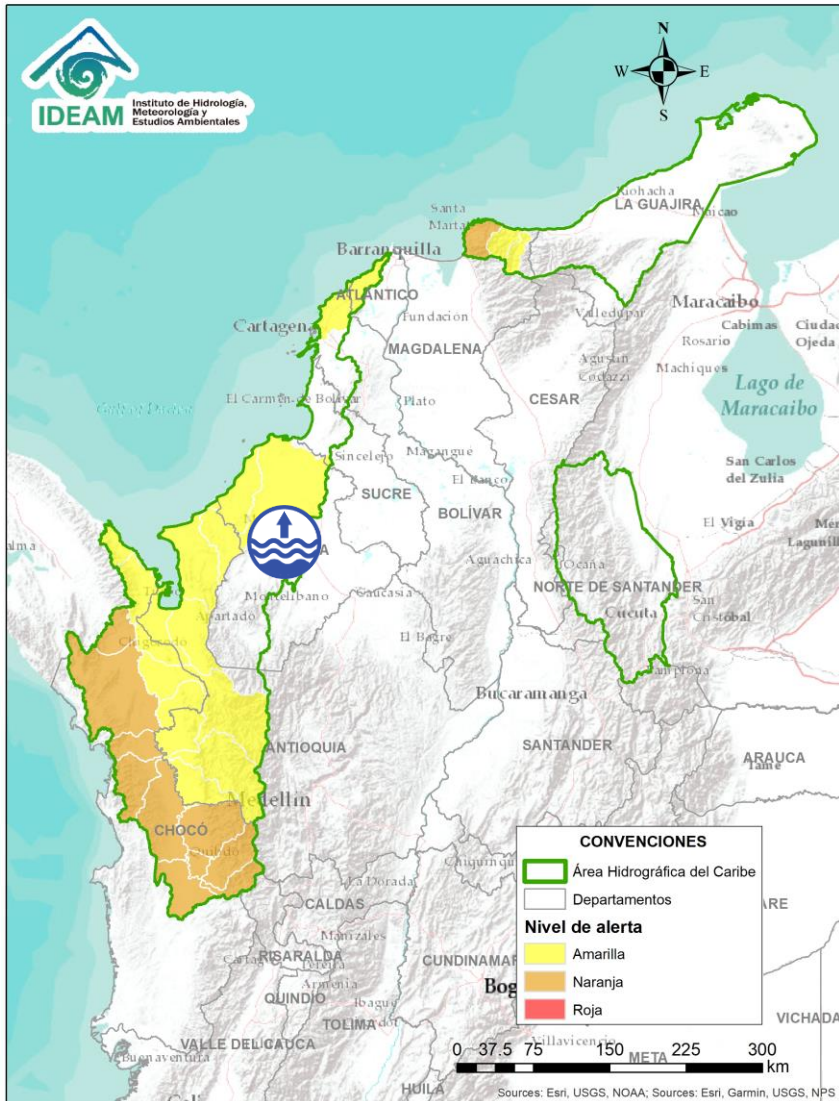 IDEAM
Instituto de Hidrología,
Meteorología y
Estudios Ambientales
N
W
E
S
Riohacha
LA GUAJIRA
Maicao
Santa
Marta
Barranquilla
ATLÁNTICO
Cartagena
Fundación
Valledupar
Maracaibo
Cabimas
Ciudad
Ojeda
Rosario
Machiques
MAGDALENA
Agustín
Codazzi
CESAR
Lago de
Maracaibo
El Carmen de Bolívar
Plato
San Carlos
del Zulia
Sincelejo
Magangué
SUCRE
El Banco
BOLÍVAR
El Vigía
Aguachica
Ocaña
NORTE DE SANTANDER
Cúcuta
San
Cristóbal
Montelíbano
Caucasia
Apartadó
Chigorodó
El Bagre
Pamplona
Bucaramanga
ANTIOQUIA
SANTANDER
ARAUCA
Tame
Medellín
CHOCÓ
Quibdó
Chiquinqu
La Dorada
CALDAS
Manizales
RISARALDA
Pereira
Cartago
Armenia
QUINDÍO
Ibagué
TOLIMA
CUNDINAMAR
Bog
VICHADA
VALLE DEL CAUCA
Buenaventura
Villavicencio
META
HUILA
CONVENCIONES
Área Hidrográfica del Caribe
Departamentos
Nivel de alerta
Amarilla
Naranja
Roja
0 37.5 75 150 225 300
km
Sources: Esri, USGS, NOAA; Sources: Esri, Garmin, USGS, NPS